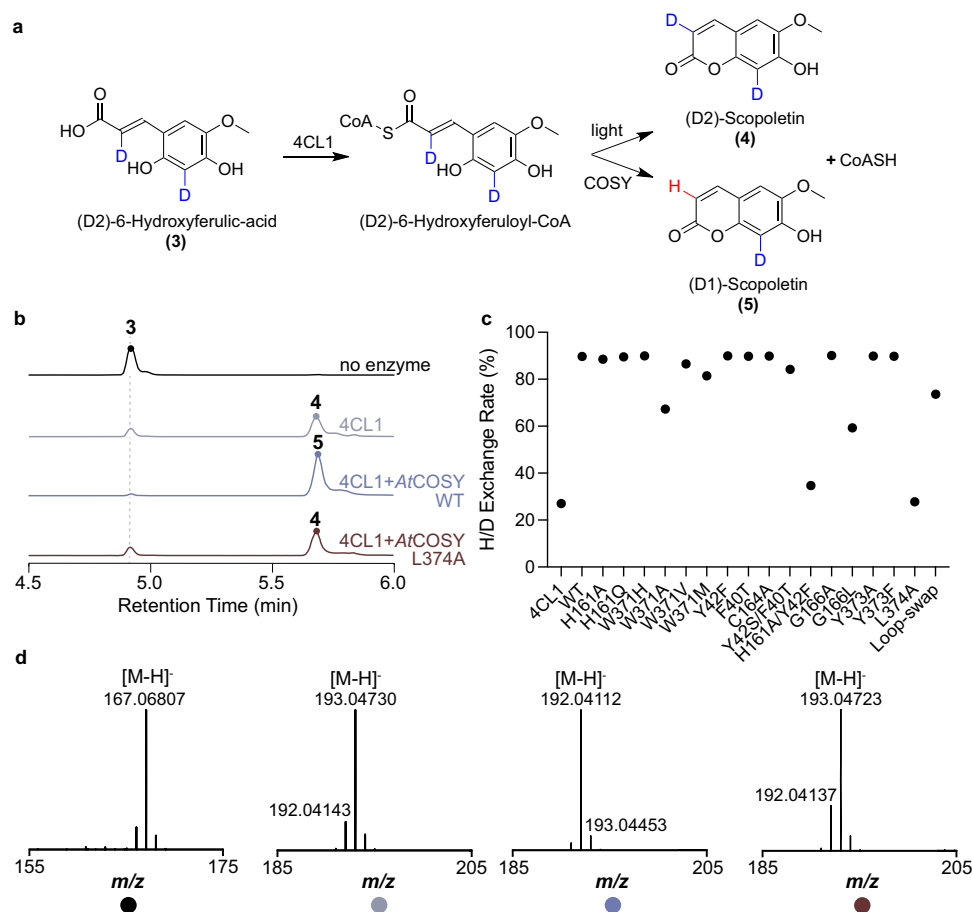 a
D
O
O
O
OH
D
(D2)-Scopoletin
(4)
O
HO
D
HO
O
OH
D
(D2)-6-Hydroxyferulic-acid
(3)
4CL1
O
CoA
S
D
HO
O
OH
D
(D2)-6-Hydroxyferuloyl-CoA
light
COSY
+ CoASH
H
O
O
O
OH
D
(D1)-Scopoletin
(5)
b
3
no enzyme
4
4CL1
5
4CL1+AtCOSY
WT
4
4CL1+AtCOSY
L374A
4.5 5.0 5.5 6.0
Retention Time (min)
c
H/D Exchange Rate (%)
100
80
60
40
20
0
4CL1
WT
H161A
H161Q
W371H
W371A
W371V
W371M
Y42F
F40T
C164A
Y42S/F40T
H161A/Y42F
G166A
G166L
Y373A
Y373F
L374A
Loop-swap
d
[M-H]-
167.06807
155 175
m/z
[M-H]-
193.04730
192.04143
185 205
m/z
[M-H]-
192.04112
193.04453
185 205
m/z
[M-H]-
193.04723
192.04137
185 205
m/z